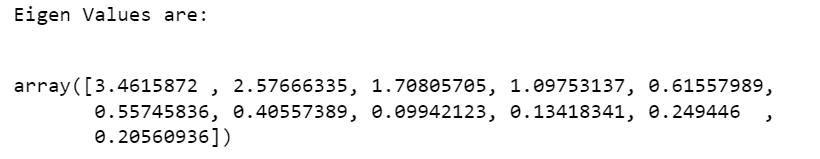 Eigen Values are:
array([3.4615872 , 2.57666335, 1.70805705, 1.09753137, 0.61557989,
0.55745836, 0.40557389, 0.09942123, 0.13418341, 0.249446  ,
0.20560936])